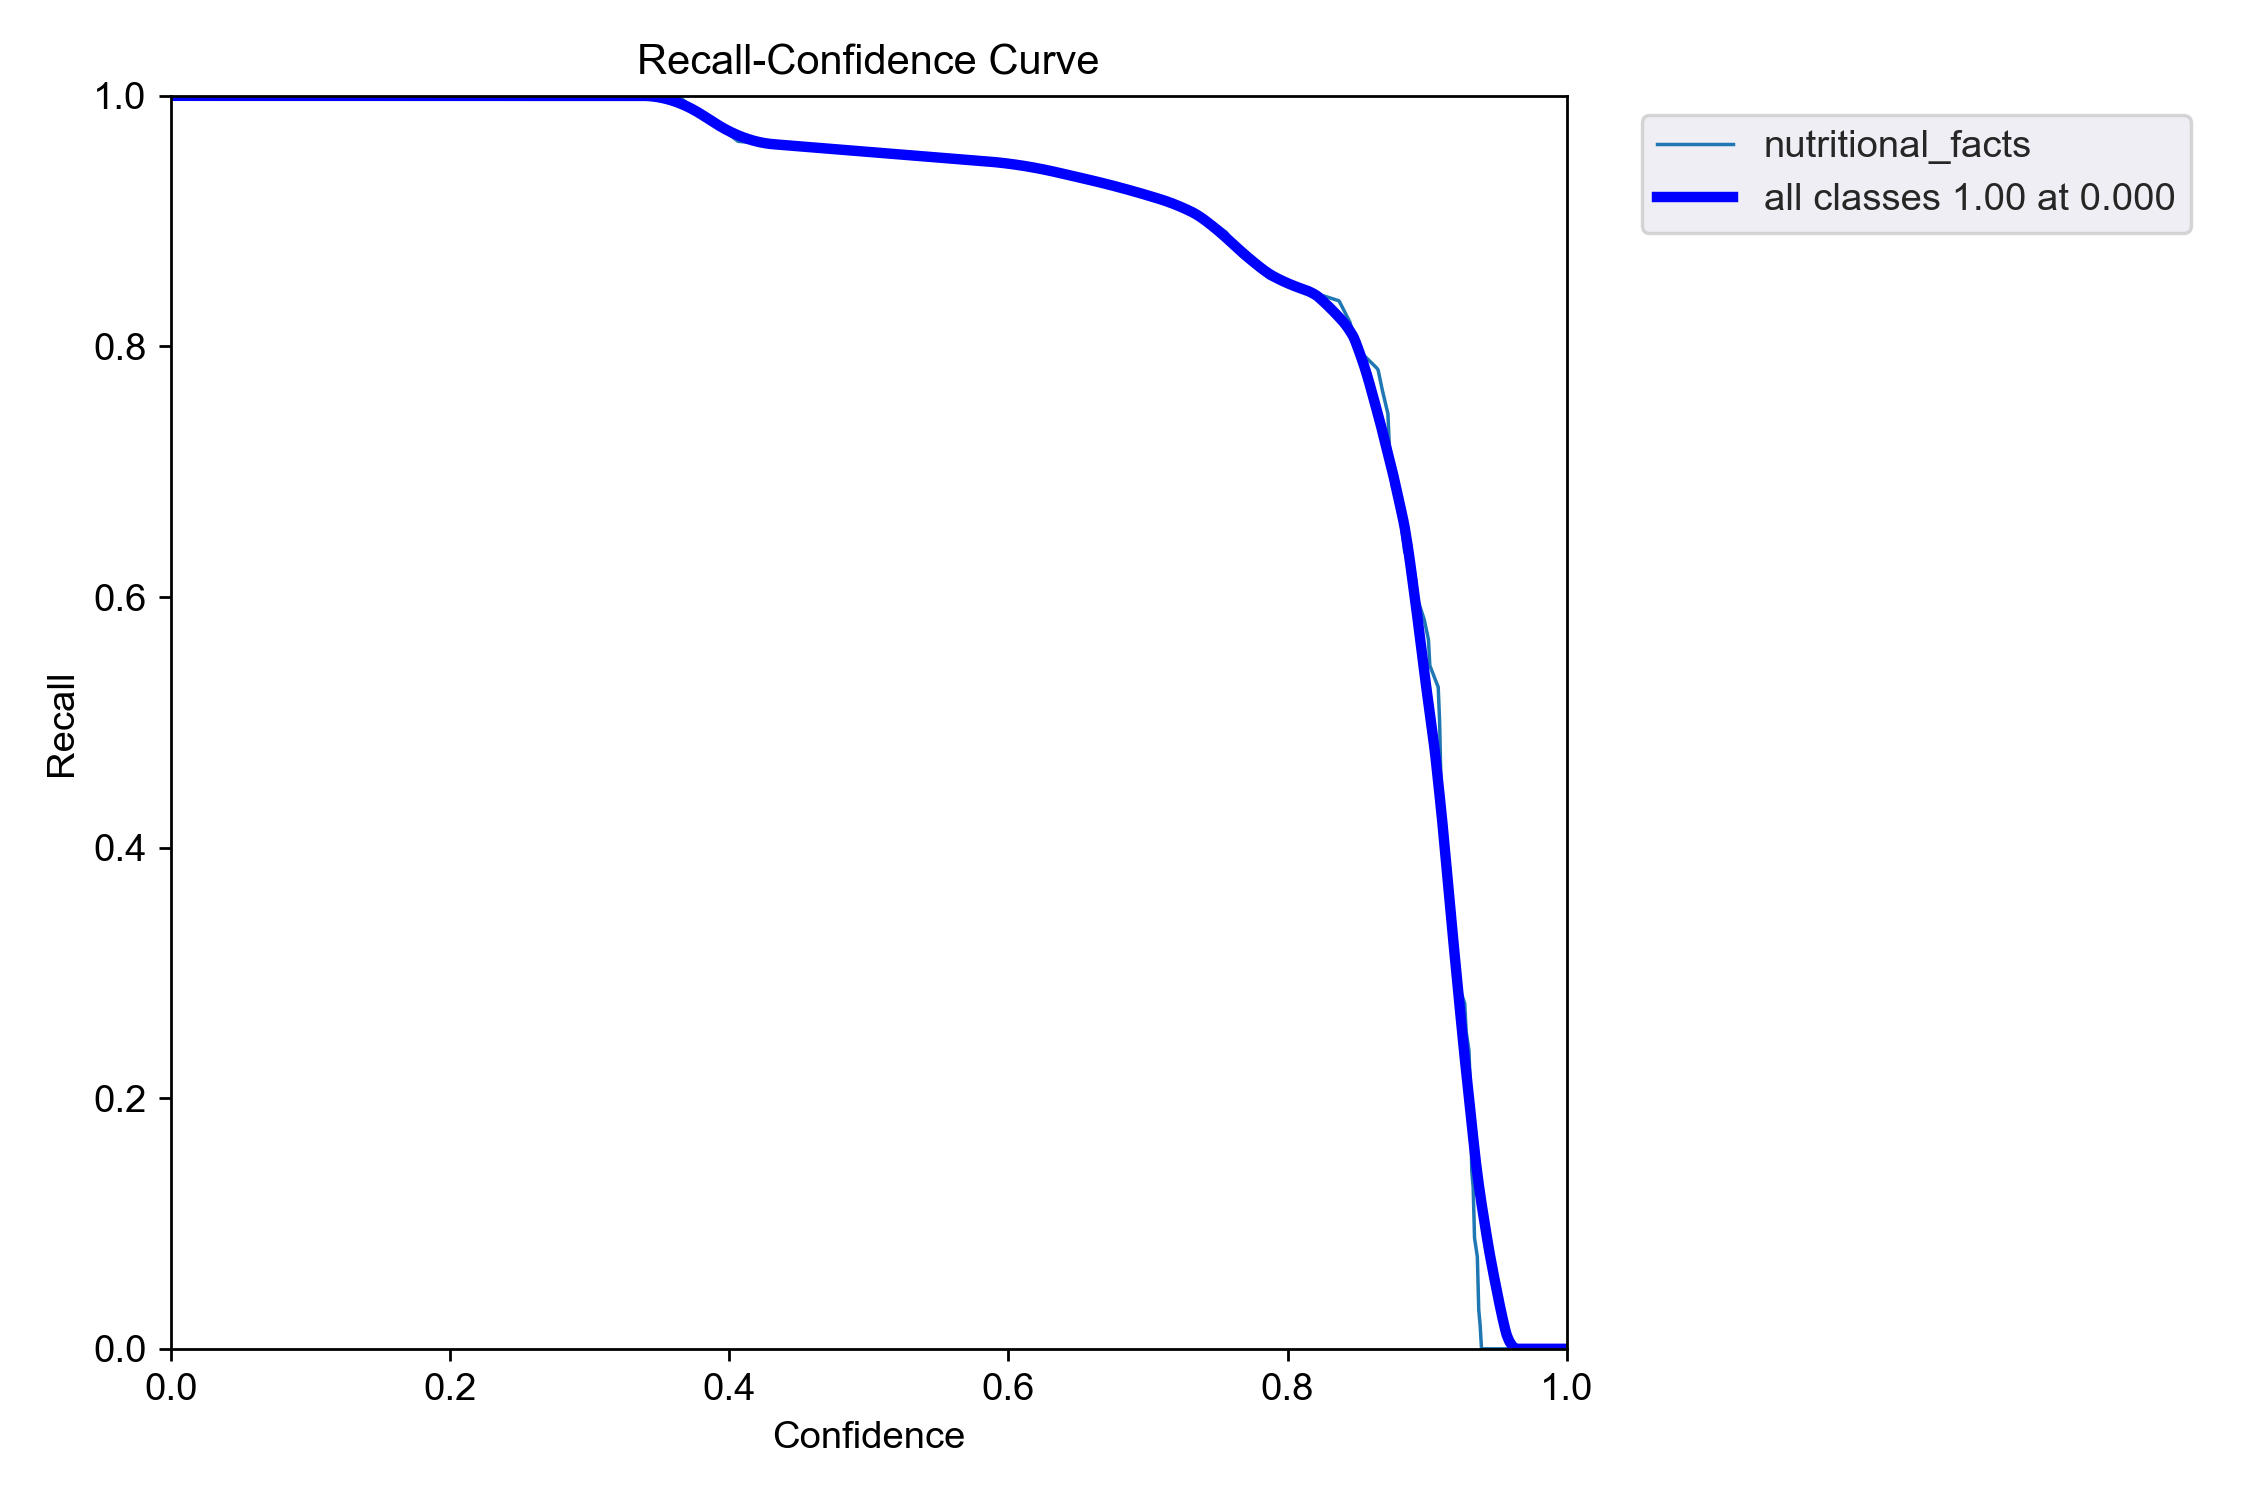 Recall-Confidence Curve
1.0
0.8
0.6
0.4
0.2
0.0
Recall
0.0 0.2 0.4 0.6 0.8 1.0
Confidence
nutritional_facts
all classes 1.00 at 0.000